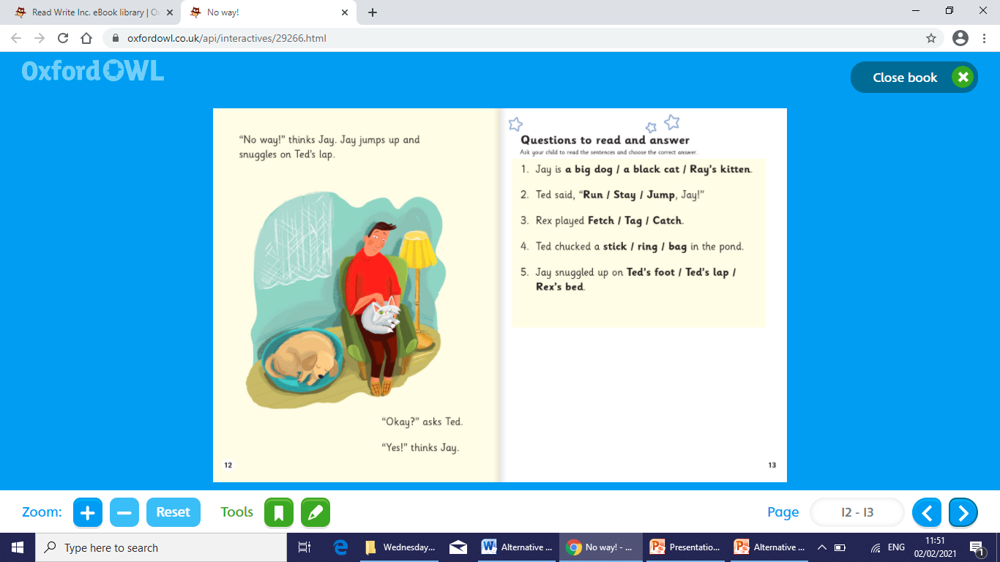 Read Write Inc. eBook library | Ox
No way!
oxfordowl.co.uk/api/interactives/29266.html
Oxford OWL
Close book
“No way!” thinks Jay. Jay jumps up and
snuggles on Ted’s lap.
“Okay?” asks Ted.
“Yes!” thinks Jay.
12
Questions to read and answer
Ask your child to read the sentences and choose the correct answer.
1. Jay is a big dog / a black cat / Ray’s kitten.
2. Ted said, “Run / Stay / Jump, Jay!”
3. Rex played Fetch / Tag / Catch.
4. Ted chucked a stick / ring / bag in the pond.
5. Jay snuggled up on Ted’s foot / Ted’s lap /
Rex’s bed.
13
Zoom:
Reset
Tools
Page
12 - 13
Type here to search
Wednesday...
Alternative ...
No way! - ...
Presentatio...
Alternative ...
ENG
11:51
02/02/2021
1